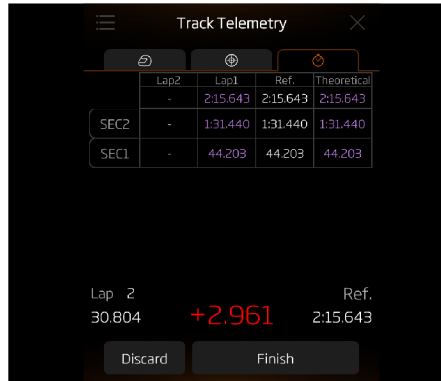 Track Telemetry
Lap2 Lap1 Ref. Theoretical
- 2:15.643 2:15.643 2:15.643
SEC2 - 1:31.440 1:31.440 1:31.440
SEC1 - 44.203 44.203 44.203
Lap 2 Ref.
30.804 +2.961 2:15.643
Discard Finish